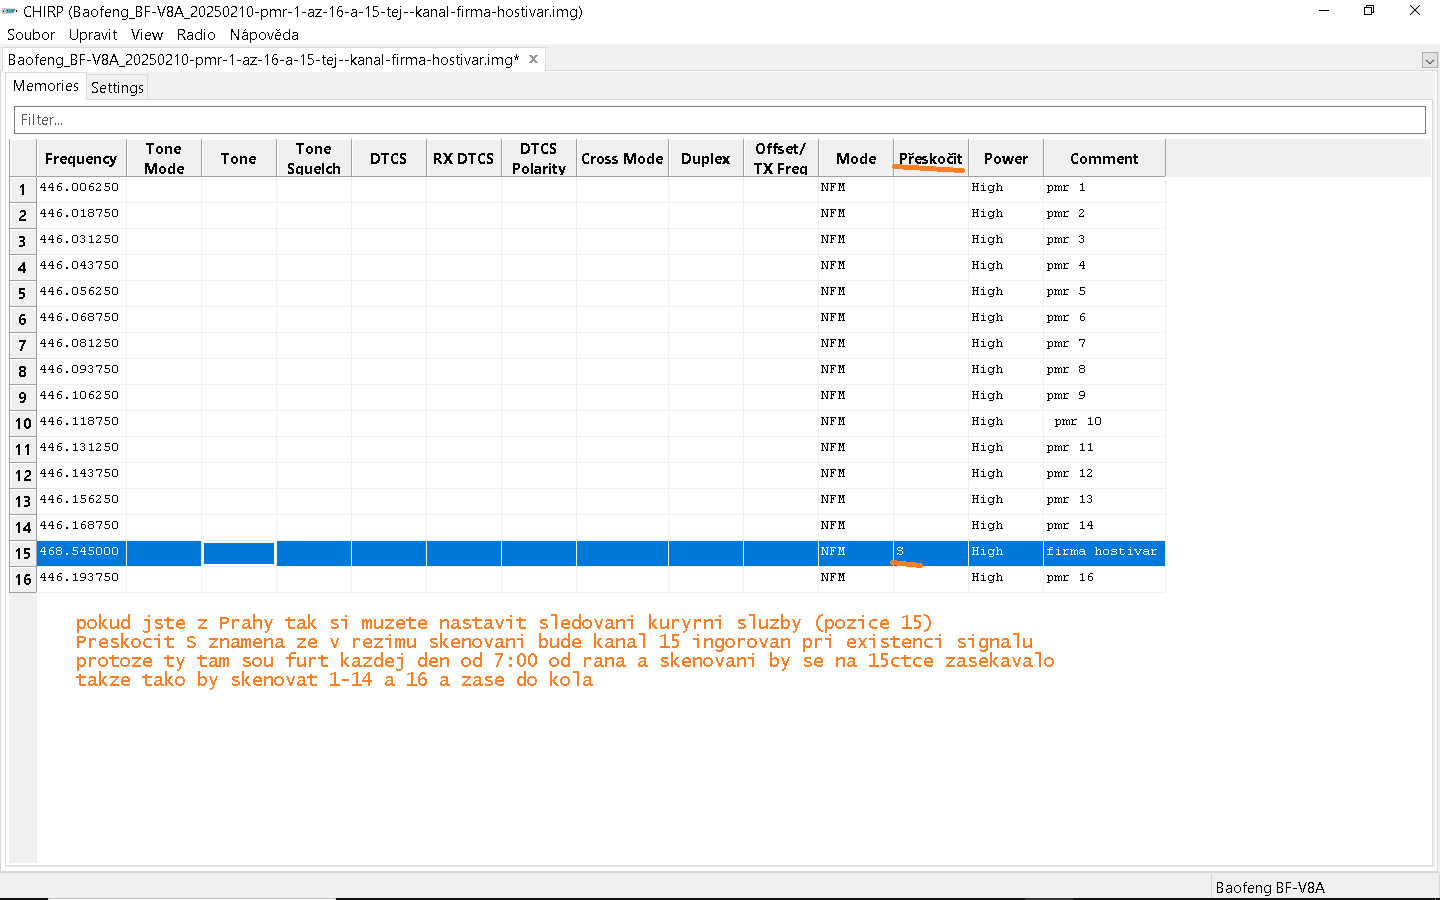 CHIRP (Baofeng_BF-V8A_20250210-pmr-1-az-16-a-15-tej--kanal-firma-hostivar.img)
Soubor Upravit View Radio Nápověda
Baofeng_BF-V8A_20250210-pmr-1-az-16-a-15-tej--kanal-firma-hostivar.img* x
Memories Settings
Filter...
Frequency Tone Mode Tone Tone Squelch DTCS RX DTCS DTCS Polarity Cross Mode Duplex Offset/ TX Freq Mode Přeskočit Power Comment
1 446.006250 NFM High pmr 1
2 446.018750 NFM High pmr 2
3 446.031250 NFM High pmr 3
4 446.043750 NFM High pmr 4
5 446.056250 NFM High pmr 5
6 446.068750 NFM High pmr 6
7 446.081250 NFM High pmr 7
8 446.093750 NFM High pmr 8
9 446.106250 NFM High pmr 9
10 446.118750 NFM High pmr 10
11 446.131250 NFM High pmr 11
12 446.143750 NFM High pmr 12
13 446.156250 NFM High pmr 13
14 446.168750 NFM High pmr 14
15 468.545000 NFM S High firma hostivar
16 446.193750 NFM High pmr 16
pokud jste z Prahy tak si muzete nastavit sledovani kuryrni sluzby (pozice 15)
Preskocit S znamena ze v rezimu skenovani bude kanal 15 ingorovan pri existenci signalu
protoze ty tam sou furt kazdej den od 7:00 od rana a skenovani by se na 15ctce zasekavalo
takze tako by skenovat 1-14 a 16 a zase do kola
Baofeng BF-V8A